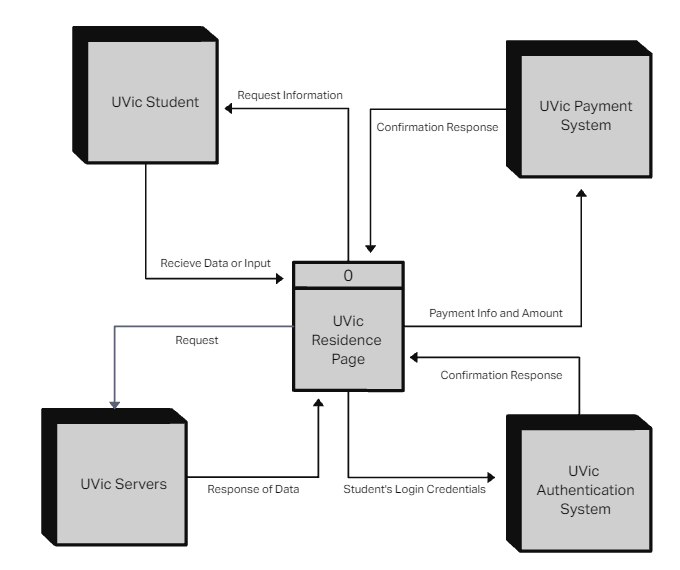 UVic Student
Request Information
UVic Payment
System
Confirmation Response
Recieve Data or Input
0
UVic
Residence
Page
Payment Info and Amount
Request
Confirmation Response
UVic Servers
Response of Data
Student's Login Credentials
UVic
Authentication
System